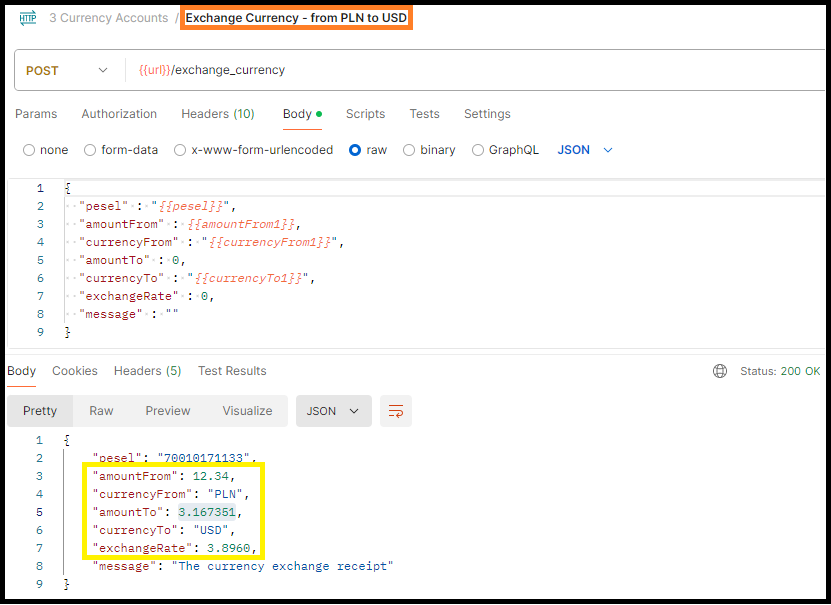 HTTP 3 Currency Accounts / Exchange Currency - from PLN to USD
POST {{url}}/exchange_currency
Params Authorization Headers (10) Body Scripts Tests Settings
none form-data x-www-form-urlencoded raw binary GraphQL JSON
1 {
2 "pesel" : "{{pesel}}",
3 "amountFrom" : {{amountFrom1}},
4 "currencyFrom" : "{{currencyFrom1}}",
5 "amountTo" : 0,
6 "currencyTo" : "{{currencyTo1}}",
7 "exchangeRate" : 0,
8 "message" : ""
9 }
Body Cookies Headers (5) Test Results Status: 200 OK
Pretty Raw Preview Visualize JSON
1 {
2 "pesel": "70010171133",
3 "amountFrom": 12.34,
4 "currencyFrom": "PLN",
5 "amountTo": 3.167351,
6 "currencyTo": "USD",
7 "exchangeRate": 3.8960,
8 "message": "The currency exchange receipt"
9 }